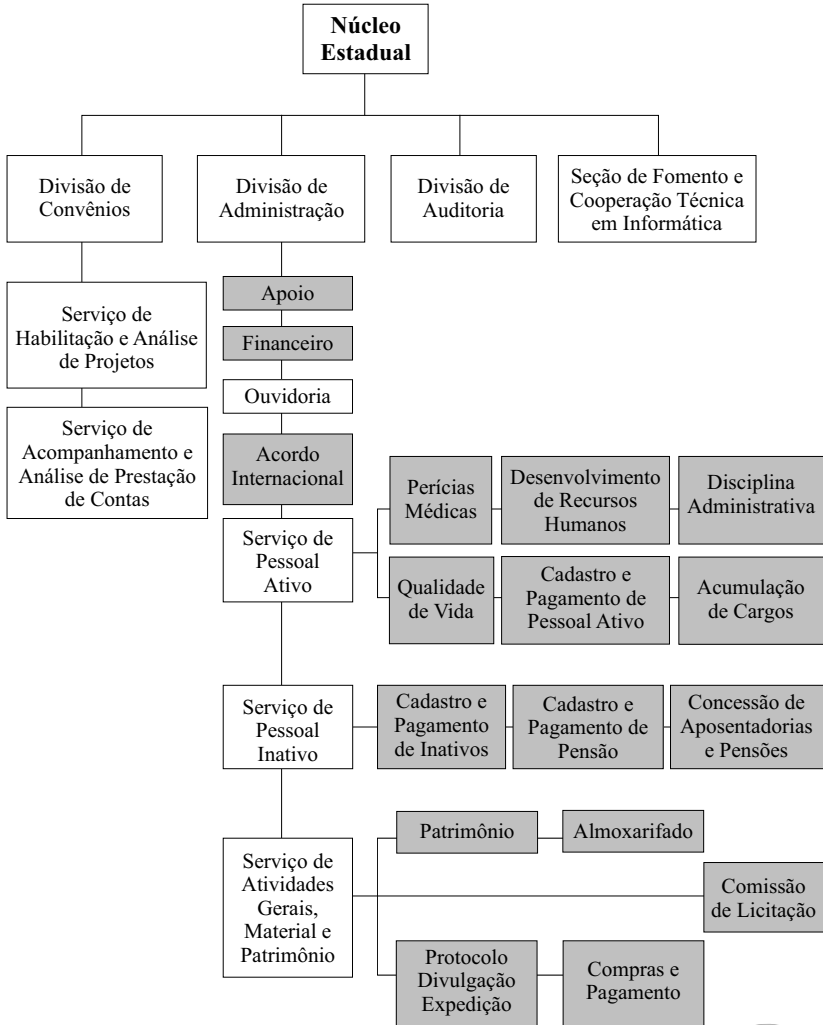 Núcleo
Estadual
Divisão de
Convênios
Divisão de
Administração
Divisão de
Auditoria
Seção de Fomento e
Cooperação Técnica
em Informática
Serviço de
Habilitação e Análise
de Projetos
Serviço de
Acompanhamento e
Análise de Prestação
de Contas
Apoio
Financeiro
Ouvidoria
Acordo
Internacional
Serviço de
Pessoal
Ativo
Perícias
Médicas
Desenvolvimento
de Recursos
Humanos
Disciplina
Administrativa
Qualidade
de Vida
Cadastro e
Pagamento de
Pessoal Ativo
Acumulação
de Cargos
Serviço de
Pessoal
Inativo
Cadastro e
Pagamento
de Inativos
Cadastro e
Pagamento de
Pensão
Concessão de
Aposentadorias
e Pensões
Serviço de
Atividades
Gerais,
Material e
Patrimônio
Patrimônio
Almoxarifado
Comissão
de Licitação
Protocolo
Divulgação
Expedição
Compras e
Pagamento